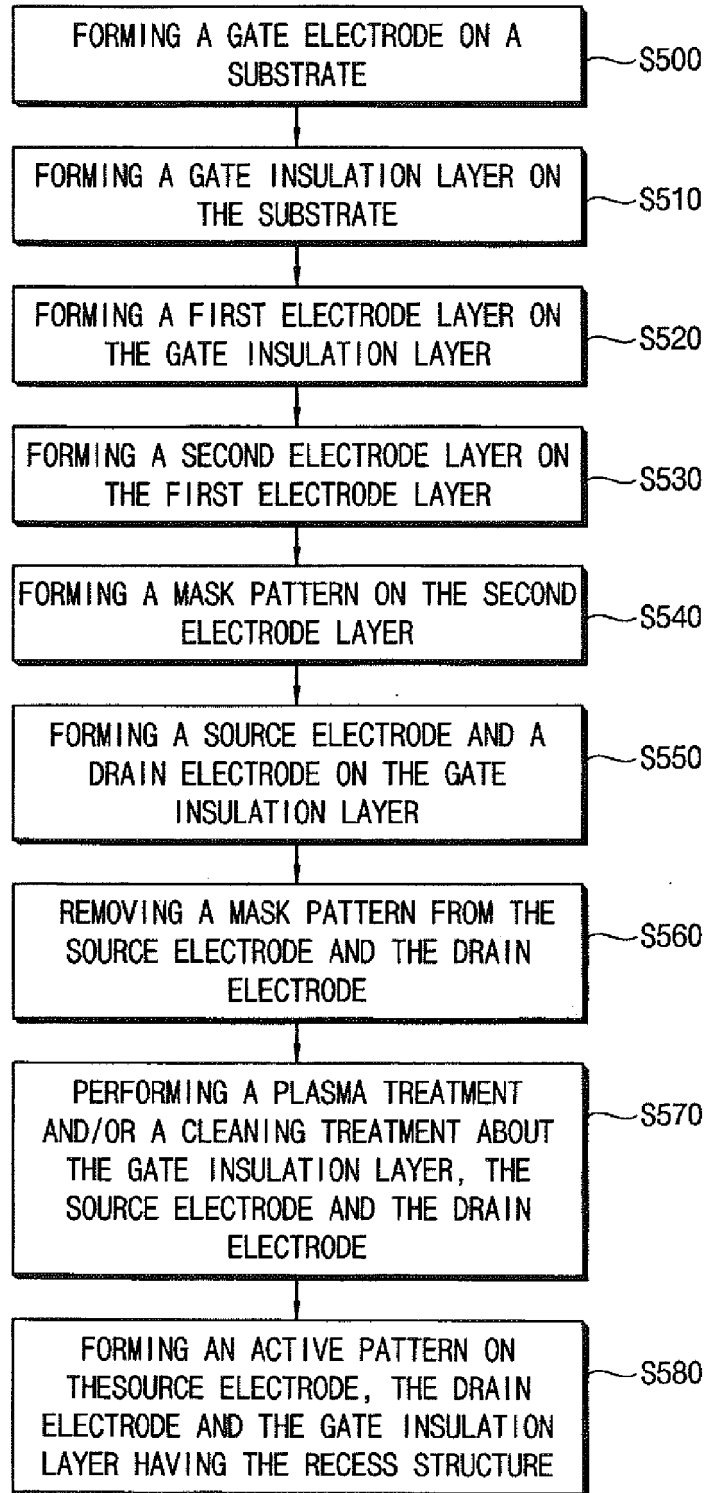 FORMING A GATE ELECTRODE ON A
SUBSTRATE
S500
FORMING A GATE INSULATION LAYER ON
THE SUBSTRATE
S510
FORMING A FIRST ELECTRODE LAYER ON
THE GATE INSULATION LAYER
S520
FORMING A SECOND ELECTRODE LAYER ON
THE FIRST ELECTRODE LAYER
S530
FORMING A MASK PATTERN ON THE SECOND
ELECTRODE LAYER
S540
FORMING A SOURCE ELECTRODE AND A
DRAIN ELECTRODE ON THE GATE
INSULATION LAYER
S550
REMOVING A MASK PATTERN FROM THE
SOURCE ELECTRODE AND THE DRAIN
ELECTRODE
S560
PERFORMING A PLASMA TREATMENT
AND/OR A CLEANING TREATMENT ABOUT
THE GATE INSULATION LAYER, THE
SOURCE ELECTRODE AND THE DRAIN
ELECTRODE
S570
FORMING AN ACTIVE PATTERN ON
THESOURCE ELECTRODE, THE DRAIN
ELECTRODE AND THE GATE INSULATION
LAYER HAVING THE RECESS STRUCTURE
S580